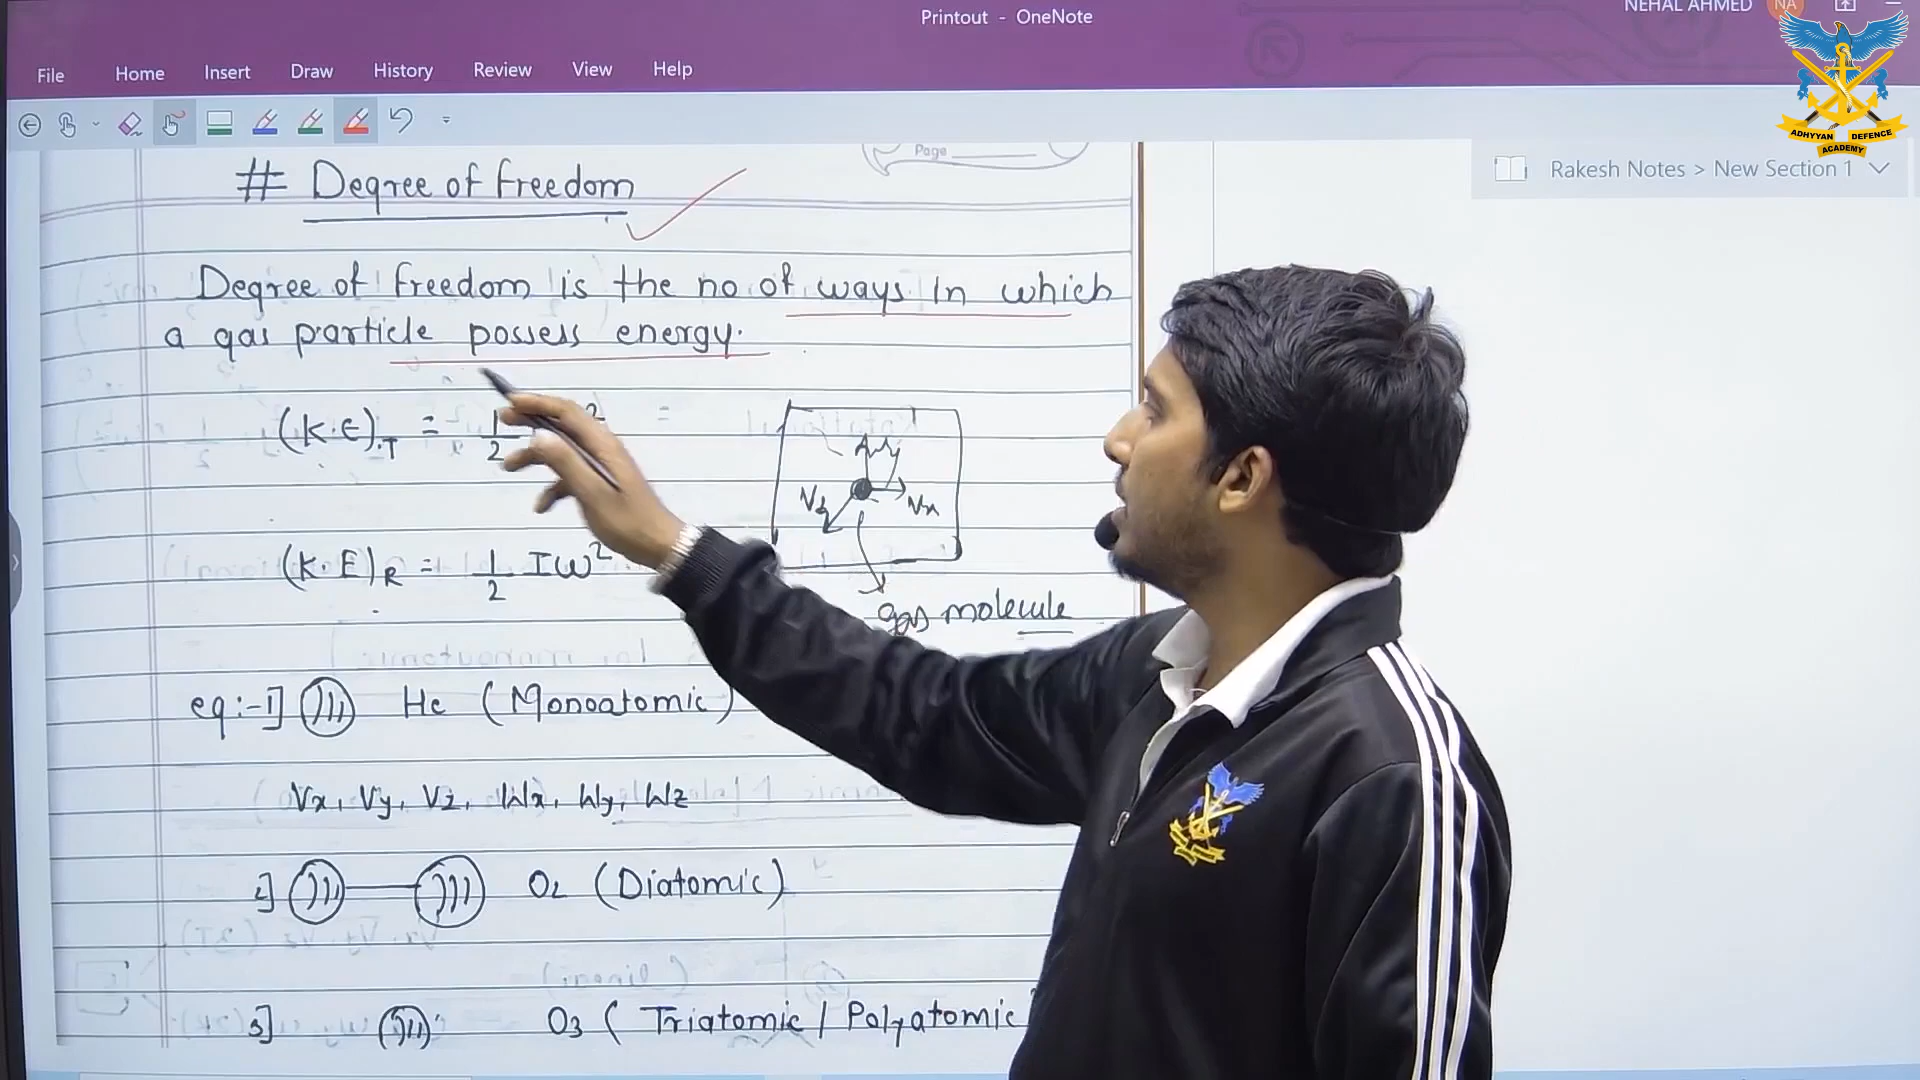 Printout - OneNote
NEHAL AHMED NA
File Home Insert Draw History Review View Help
ADHYYAN DEFENCE
ACADEMY
Page
Rakesh Notes > New Section 1
# Degree of freedom
Degree of freedom is the no of ways in which
a gas particle possess energy.
(K.E).T = 1/2 2
Vy
Vz Vx
(K.E)R = 1/2 Iω²
gas molecule
eg:-1] He (Monoatomic)
Vx, Vy, Vz, Wx, Wy, Wz
2] O2 (Diatomic)
3] O3 ( Triatomic / Polyatomic